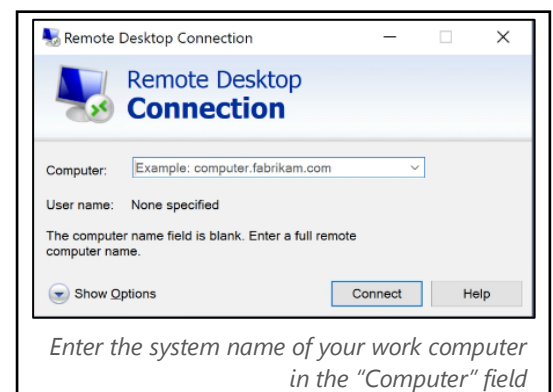 Remote Desktop Connection
Remote Desktop
Connection
Computer: Example: computer.fabrikam.com
User name: None specified
The computer name field is blank. Enter a full remote
computer name.
Show Options Connect Help
Enter the system name of your work computer
in the “Computer” field